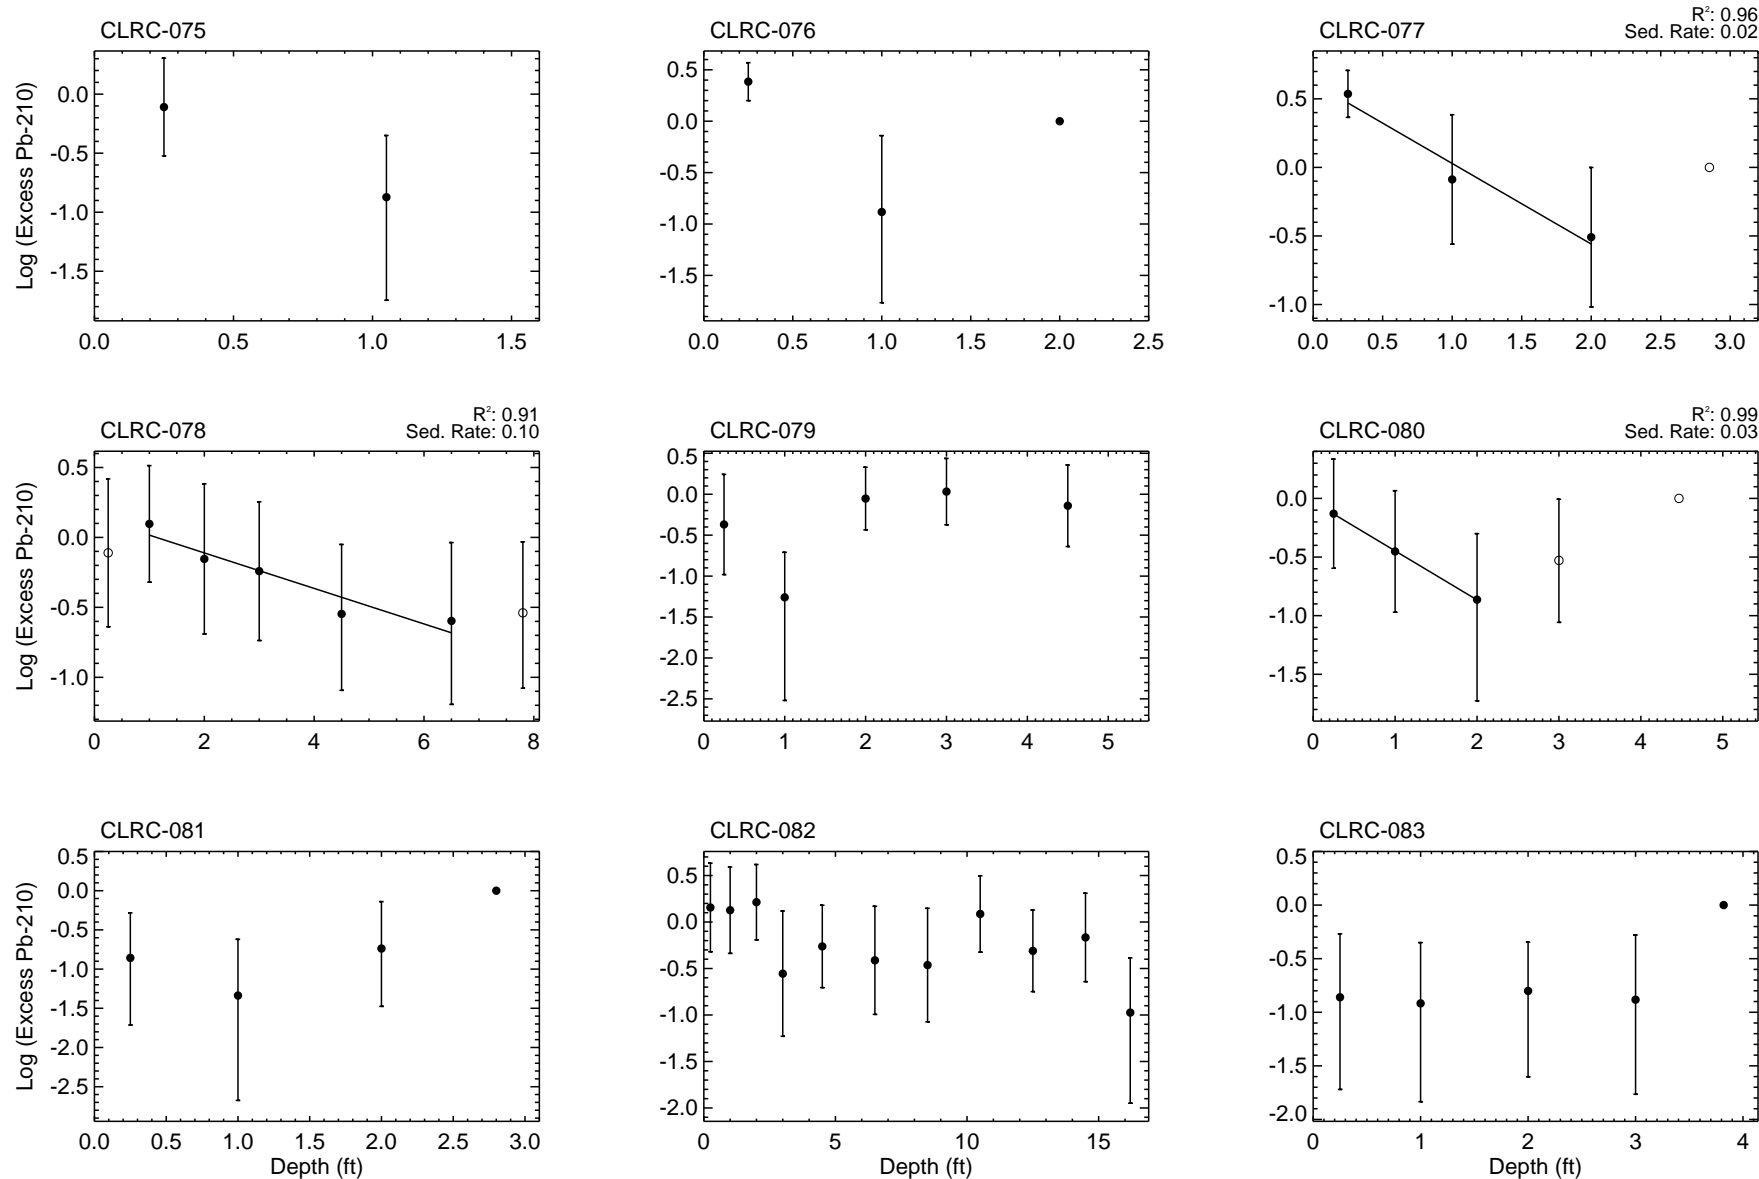 CLRC-075
0.0
-0.5
-1.0
-1.5
0.0 0.5 1.0 1.5
Log (Excess Pb-210)
CLRC-076
0.5
0.0
-0.5
-1.0
-1.5
0.0 0.5 1.0 1.5 2.0 2.5
R²: 0.96
CLRC-077 Sed. Rate: 0.02
0.5
0.0
-0.5
-1.0
0.0 0.5 1.0 1.5 2.0 2.5 3.0
R²: 0.91
CLRC-078 Sed. Rate: 0.10
0.5
0.0
-0.5
-1.0
0 2 4 6 8
Log (Excess Pb-210)
CLRC-079
0.5
0.0
-0.5
-1.0
-1.5
-2.0
-2.5
0 1 2 3 4 5
R²: 0.99
CLRC-080 Sed. Rate: 0.03
0.0
-0.5
-1.0
-1.5
0 1 2 3 4 5
CLRC-081
0.5
0.0
-0.5
-1.0
-1.5
-2.0
-2.5
0.0 0.5 1.0 1.5 2.0 2.5 3.0
Depth (ft)
Log (Excess Pb-210)
CLRC-082
0.5
0.0
-0.5
-1.0
-1.5
-2.0
0 5 10 15
Depth (ft)
CLRC-083
0.5
0.0
-0.5
-1.0
-1.5
-2.0
0 1 2 3 4
Depth (ft)